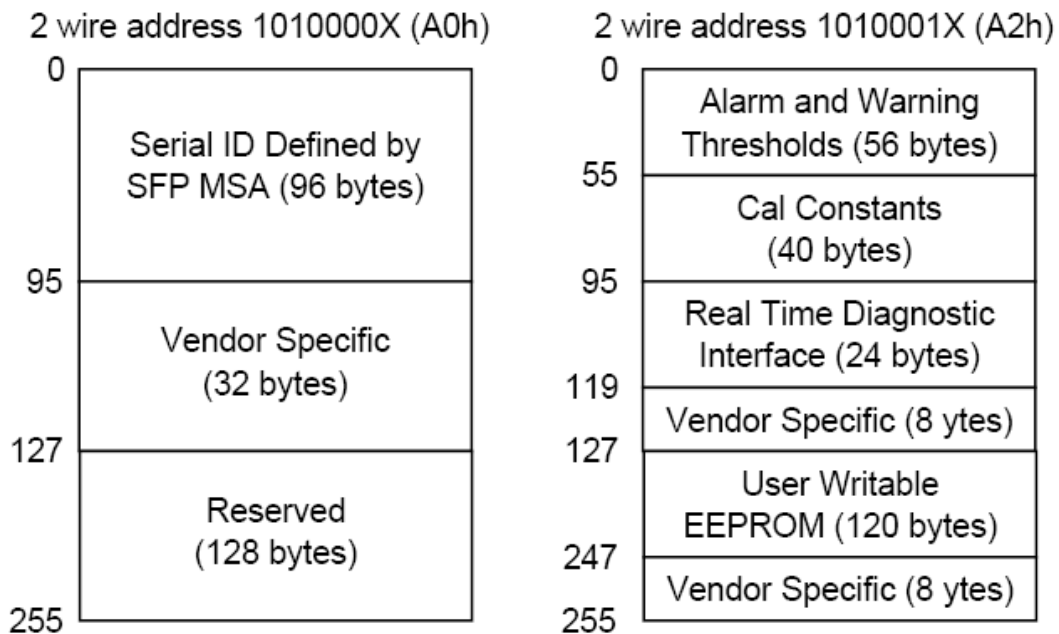 2 wire address 1010000X (A0h)
0
Serial ID Defined by
SFP MSA (96 bytes)
95
Vendor Specific
(32 bytes)
127
Reserved
(128 bytes)
255
2 wire address 1010001X (A2h)
0
Alarm and Warning
Thresholds (56 bytes)
55
Cal Constants
(40 bytes)
95
Real Time Diagnostic
Interface (24 bytes)
119
Vendor Specific (8 ytes)
127
User Writable
EEPROM (120 bytes)
247
Vendor Specific (8 ytes)
255